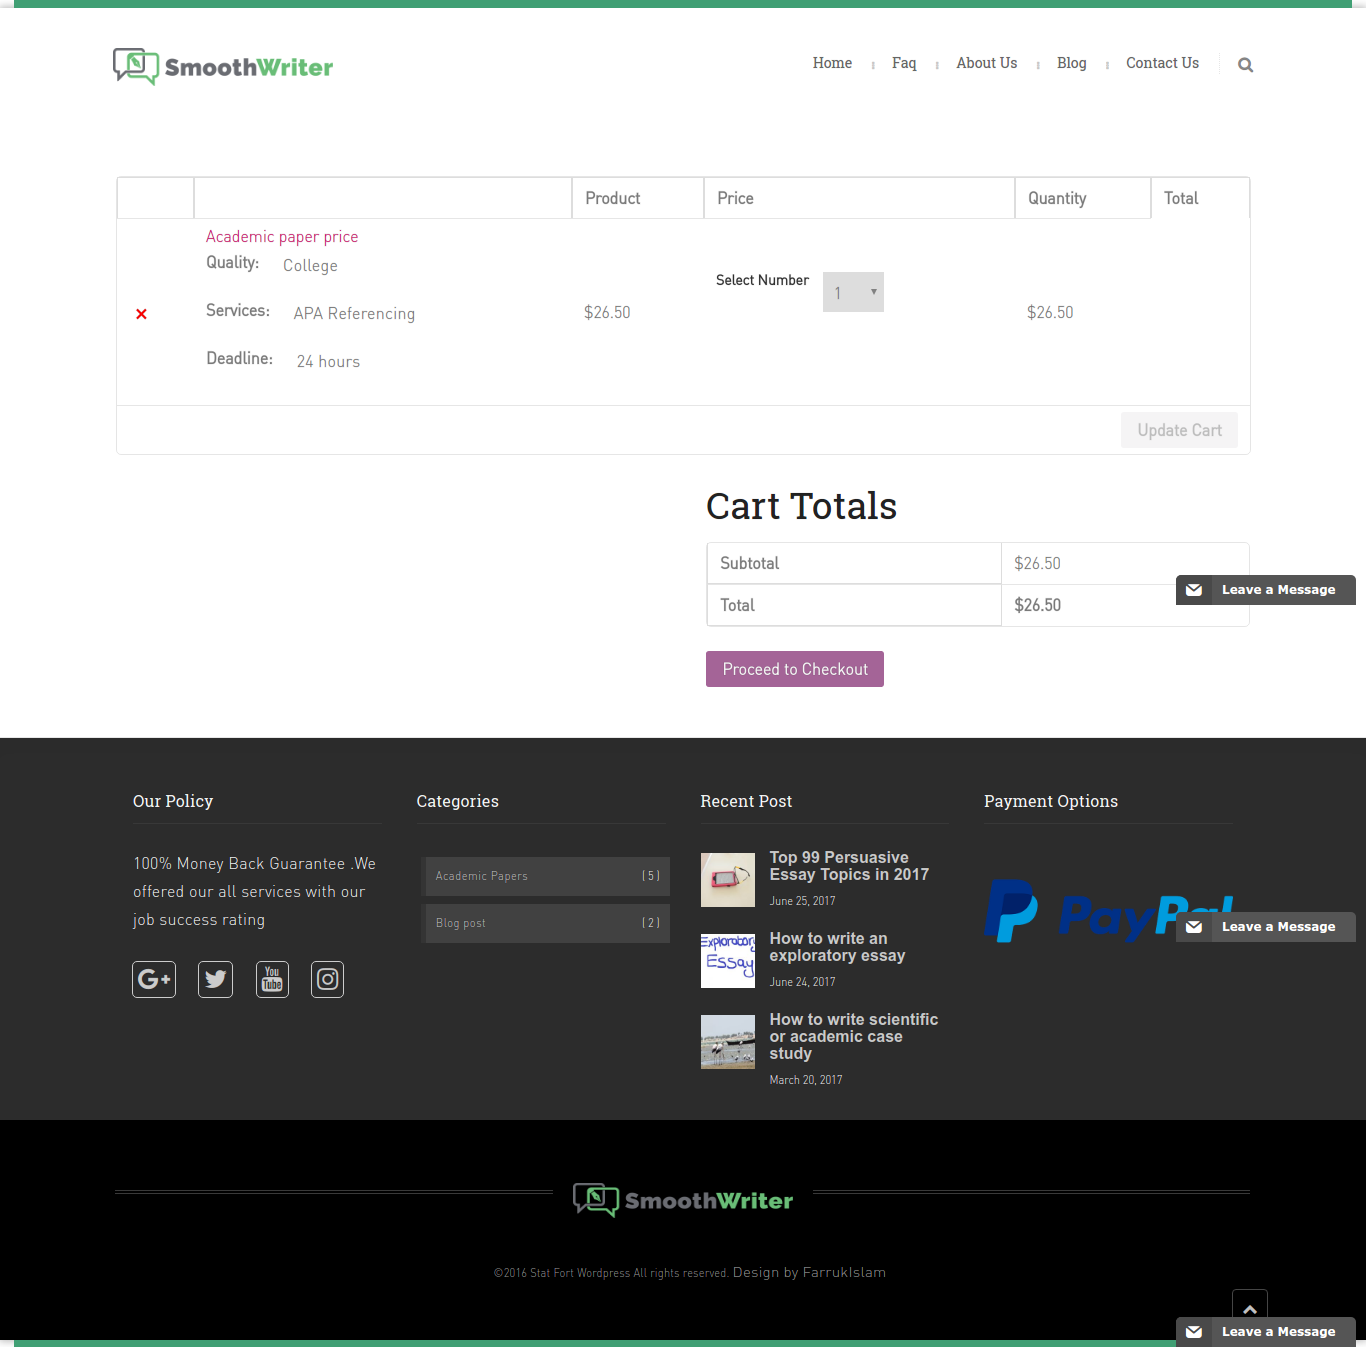 SmoothWriter
Home Faq About Us Blog Contact Us
Product Price Quantity Total
Academic paper price
Quality: College
Services: APA Referencing
Deadline: 24 hours
$26.50
Select Number 1
$26.50
Update Cart
Cart Totals
Subtotal $26.50
Total $26.50
Leave a Message
Proceed to Checkout
Our Policy
100% Money Back Guarantee .We
offered our all services with our
job success rating
Categories
Academic Papers (5)
Blog post (2)
Recent Post
Top 99 Persuasive
Essay Topics in 2017
June 25, 2017
Exploratory
Essay
How to write an
exploratory essay
June 24, 2017
How to write scientific
or academic case
study
March 20, 2017
Payment Options
PayPal
Leave a Message
You
Tube
SmoothWriter
©2016 Stat Fort Wordpress All rights reserved. Design by FarrukIslam
Leave a Message